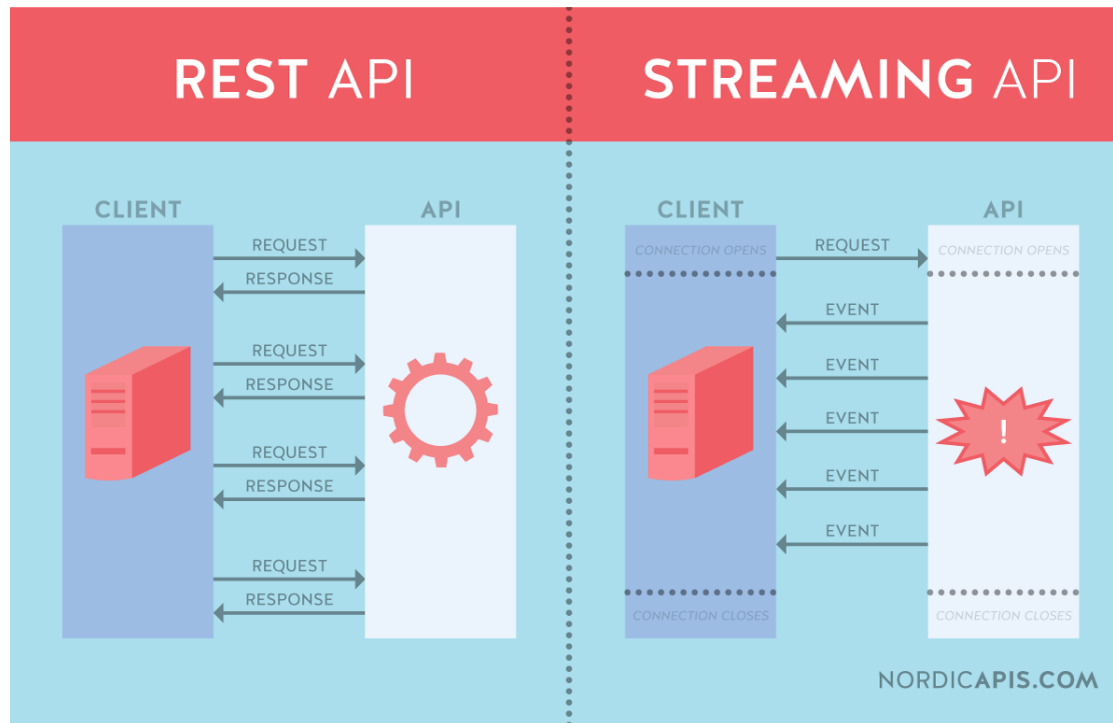 REST API
CLIENT
API
REQUEST
RESPONSE
REQUEST
RESPONSE
REQUEST
RESPONSE
REQUEST
RESPONSE
STREAMING API
CLIENT
API
CONNECTION OPENS
REQUEST
CONNECTION OPENS
EVENT
EVENT
EVENT
!
EVENT
EVENT
CONNECTION CLOSES
CONNECTION CLOSES
NORDICAPIS.COM